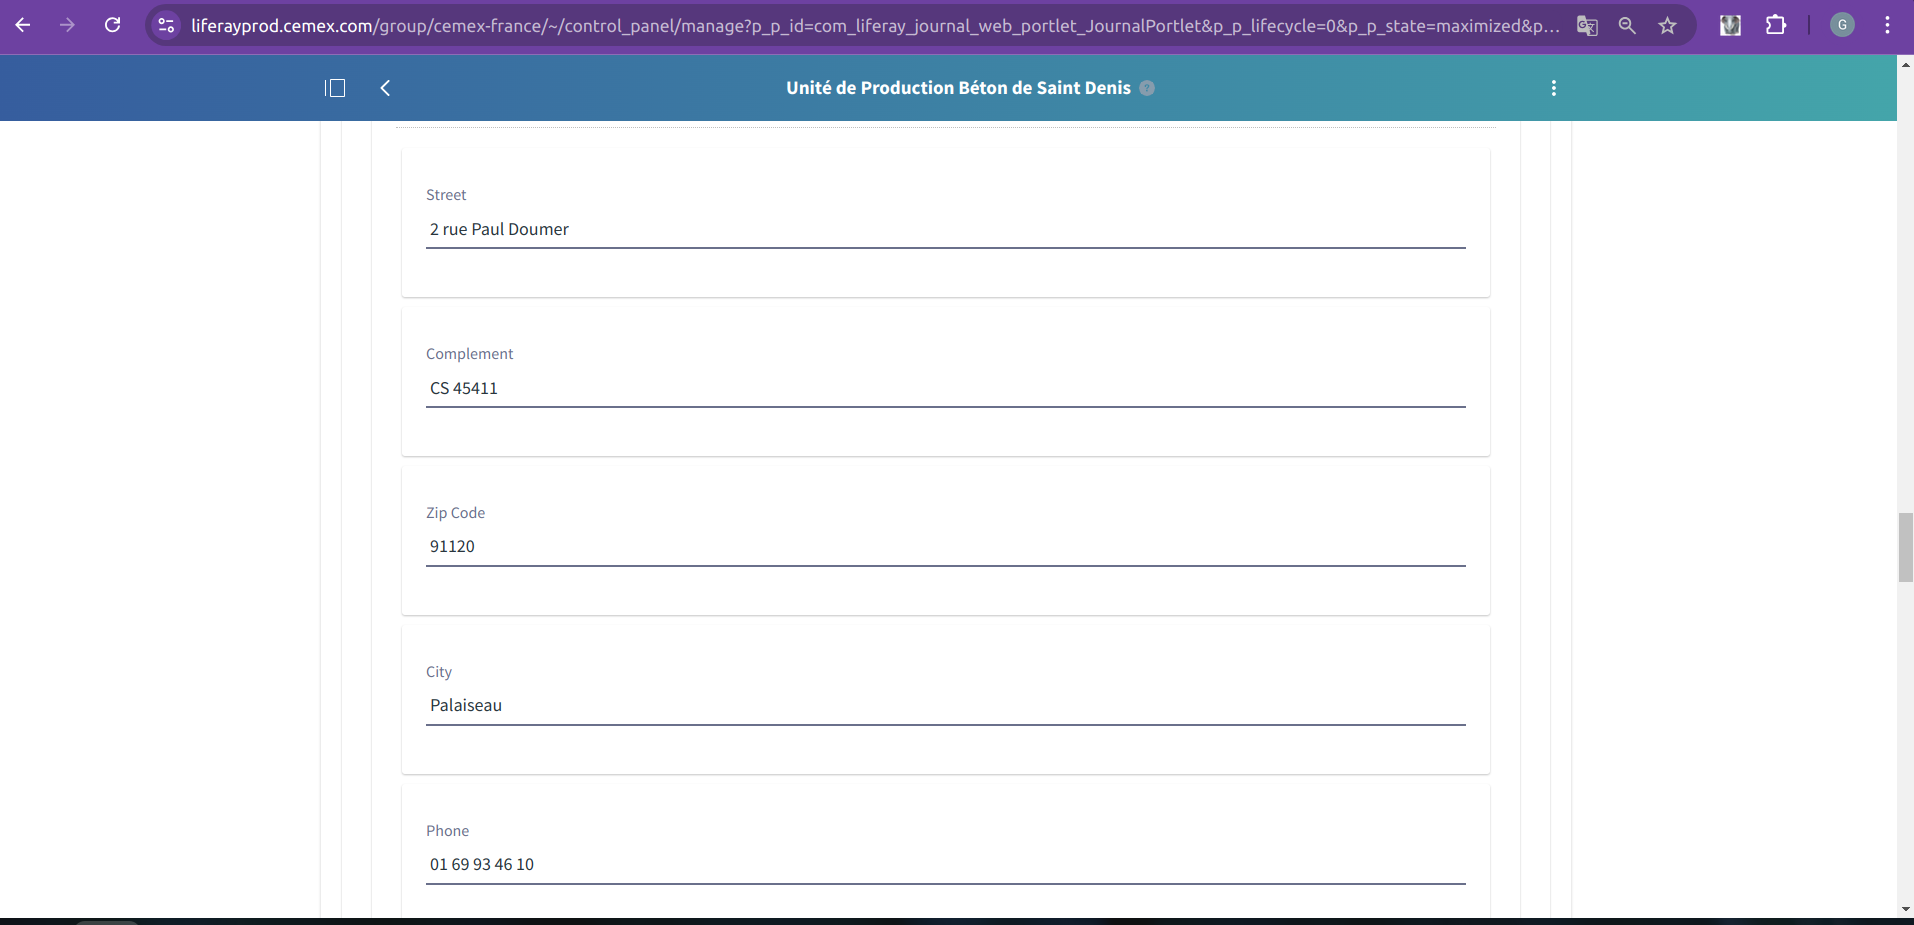 liferayprod.cemex.com/group/cemex-france/~/control_panel/manage?p_p_id=com_liferay_journal_web_portlet_JournalPortlet&p_p_lifecycle=0&p_p_state=maximized&p...
G
Unité de Production Béton de Saint Denis ?
Street
2 rue Paul Doumer
Complement
CS 45411
Zip Code
91120
City
Palaiseau
Phone
01 69 93 46 10